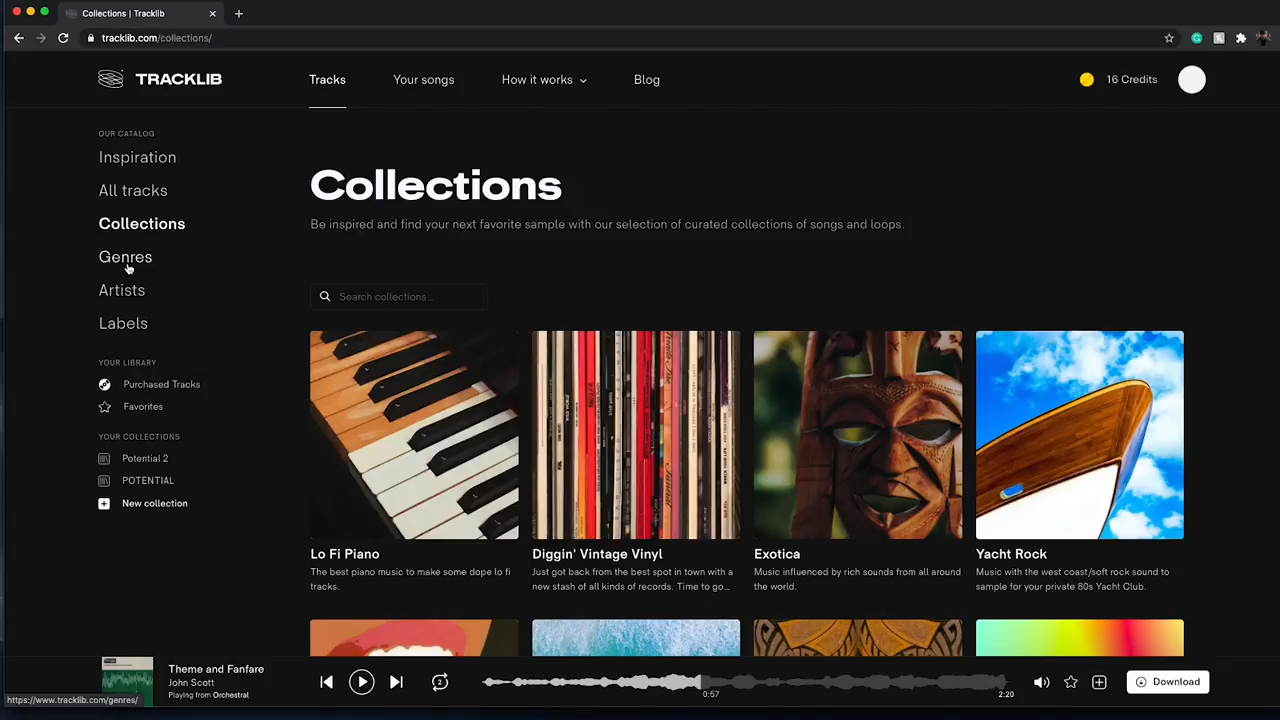 Collections | Tracklib
tracklib.com/collections/
TRACKLIB
Tracks
Your songs
How it works
Blog
16 Credits
OUR CATALOG
Inspiration
All tracks
Collections
Genres
Artists
Labels
YOUR LIBRARY
Purchased Tracks
Favorites
YOUR COLLECTIONS
Potential 2
POTENTIAL
New collection
Collections
Be inspired and find your next favorite sample with our selection of curated collections of songs and loops.
Search collections...
Lo Fi Piano
The best piano music to make some dope lo fi
tracks.
Diggin' Vintage Vinyl
Just got back from the best spot in town with a
new stash of all kinds of records. Time to go...
Exotica
Music influenced by rich sounds from all around
the world.
Yacht Rock
Music with the west coast/soft rock sound to
sample for your private 80s Yacht Club.
Theme and Fanfare
John Scott
Playing from Orchestral
0:57
2:20
Download
https://www.tracklib.com/genres/